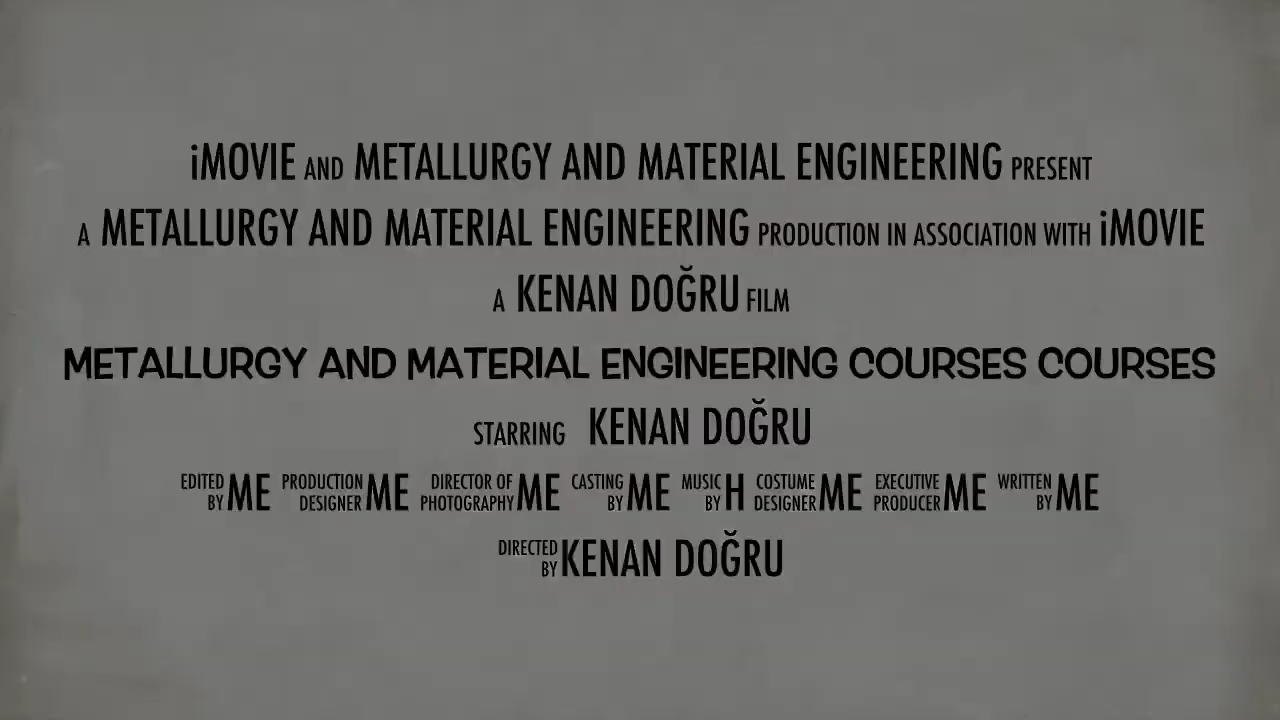 iMOVIE AND METALLURGY AND MATERIAL ENGINEERING PRESENT
A METALLURGY AND MATERIAL ENGINEERING PRODUCTION IN ASSOCIATION WITH iMOVIE
A KENAN DOĞRU FILM
METALLURGY AND MATERIAL ENGINEERING COURSES COURSES
STARRING KENAN DOĞRU
EDITED BY ME PRODUCTION DESIGNER ME DIRECTOR OF PHOTOGRAPHY ME CASTING BY ME MUSIC BY H COSTUME DESIGNER ME EXECUTIVE PRODUCER ME WRITTEN BY ME
DIRECTED BY KENAN DOĞRU